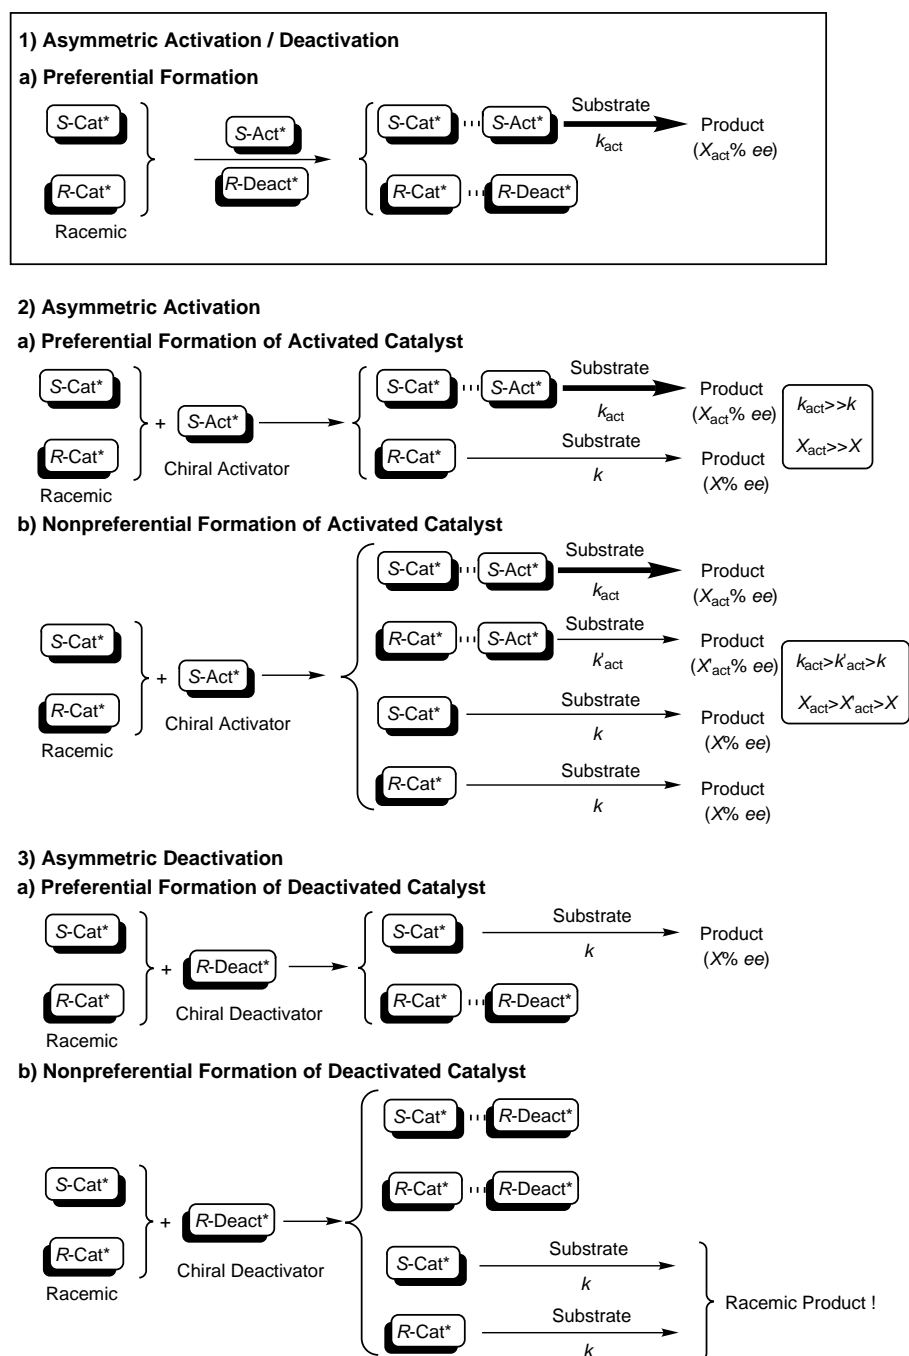 1) Asymmetric Activation / Deactivation
a) Preferential Formation
S-Cat*
R-Cat*
Racemic
S-Act*
R-Deact*
S-Cat* S-Act*
Substrate
kact
Product
(Xact% ee)
R-Cat* R-Deact*
2) Asymmetric Activation
a) Preferential Formation of Activated Catalyst
S-Cat*
R-Cat*
Racemic
+ S-Act*
Chiral Activator
S-Cat* S-Act*
Substrate
kact
Product
(Xact% ee)
R-Cat*
Substrate
k
Product
(X% ee)
kact>>k
Xact>>X
b) Nonpreferential Formation of Activated Catalyst
S-Cat*
R-Cat*
Racemic
+ S-Act*
Chiral Activator
S-Cat* S-Act*
Substrate
kact
Product
(Xact% ee)
R-Cat* S-Act*
Substrate
k'act
Product
(X'act% ee)
S-Cat*
Substrate
k
Product
(X% ee)
R-Cat*
Substrate
k
Product
(X% ee)
kact>k'act>k
Xact>X'act>X
3) Asymmetric Deactivation
a) Preferential Formation of Deactivated Catalyst
S-Cat*
R-Cat*
Racemic
+ R-Deact*
Chiral Deactivator
S-Cat*
Substrate
k
Product
(X% ee)
R-Cat* R-Deact*
b) Nonpreferential Formation of Deactivated Catalyst
S-Cat*
R-Cat*
Racemic
+ R-Deact*
Chiral Deactivator
S-Cat* R-Deact*
R-Cat* R-Deact*
S-Cat*
Substrate
k
R-Cat*
Substrate
k
Racemic Product !